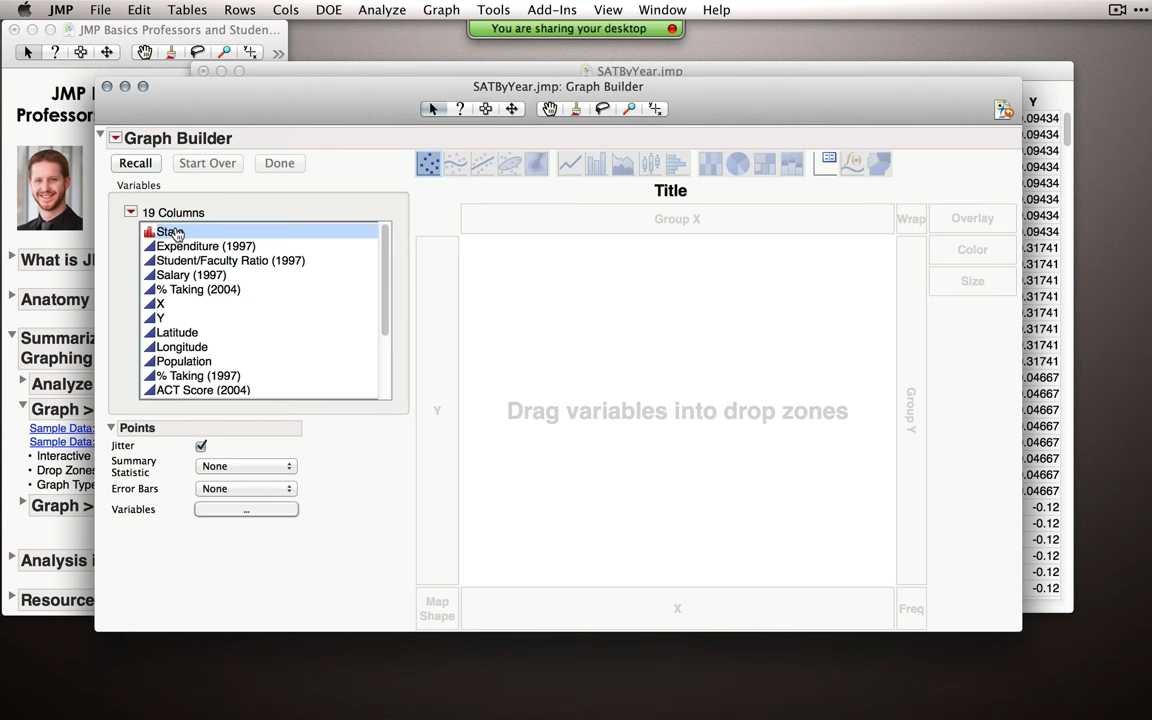 JMP File Edit Tables Rows Cols DOE Analyze Graph Tools Add-Ins View Window Help
You are sharing your desktop
JMP Basics Professors and Studen...
SATByYear.jmp
SATByYear.jmp: Graph Builder
JMP
Professors
What is J
Anatomy
Summariz
Graphing
Analyze
Graph >
Sample Data:
Sample Data:
• Interactive
• Drop Zones
• Graph Type
Graph >
Analysis i
Resource
Graph Builder
Recall Start Over Done
Variables
19 Columns
State
Expenditure (1997)
Student/Faculty Ratio (1997)
Salary (1997)
% Taking (2004)
X
Y
Latitude
Longitude
Population
% Taking (1997)
ACT Score (2004)
Points
Jitter
Summary Statistic None
Error Bars None
Variables ...
Title
Group X
Wrap
Overlay
Color
Size
Y
Drag variables into drop zones
Group Y
Map Shape
X
Freq
Y
.09434
.09434
.09434
.09434
.09434
.09434
.09434
.09434
.31741
.31741
.31741
.31741
.31741
.31741
.31741
.31741
.04667
.04667
.04667
.04667
.04667
.04667
.04667
.04667
-0.12
-0.12
-0.12
-0.12
-0.12
-0.12